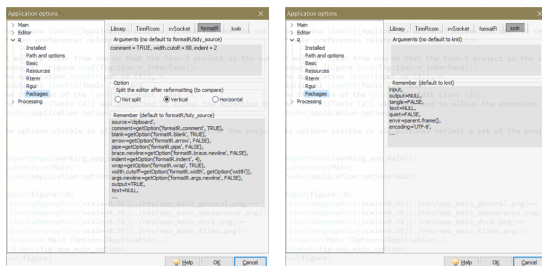 Application options
> Main
> Editor
v R
Installed
Path and options
Basic
Resources
Rterm
Rgui
Packages
> Processing
Library TinnRcom svSocket formatR knitr
Arguments (no default to formatR/tidy_source)
comment = TRUE, width.cutoff = 80, indent = 2
Option
Split the editor after reformatting (to compare)
Not split Vertical Horizontal
Remember (default to formatR/tidy_source)
source='clipboard',
comment=getOption('formatR.comment', TRUE),
blank=getOption('formatR.blank', TRUE),
arrow=getOption('formatR.arrow', FALSE),
pipe=getOption('formatR.pipe', FALSE),
brace.newline=getOption('formatR.brace.newline', FALSE),
indent=getOption('formatR.indent', 4),
wrap=getOption('formatR.wrap', TRUE),
width.cutoff=getOption('formatR.width', getOption('width')),
args.newline=getOption('formatR.args.newline', FALSE),
output=TRUE,
text=NULL,
...
Help OK Cancel
Application options
> Main
> Editor
v R
Installed
Path and options
Basic
Resources
Rterm
Rgui
Packages
> Processing
Library TinnRcom svSocket formatR knitr
Arguments (no default to knit)
Remember (default to knit)
input,
output=NULL,
tangle=FALSE,
text=NULL,
quiet=FALSE,
envir=parent.frame(),
encoding='UTF-8',
...
Help OK Cancel